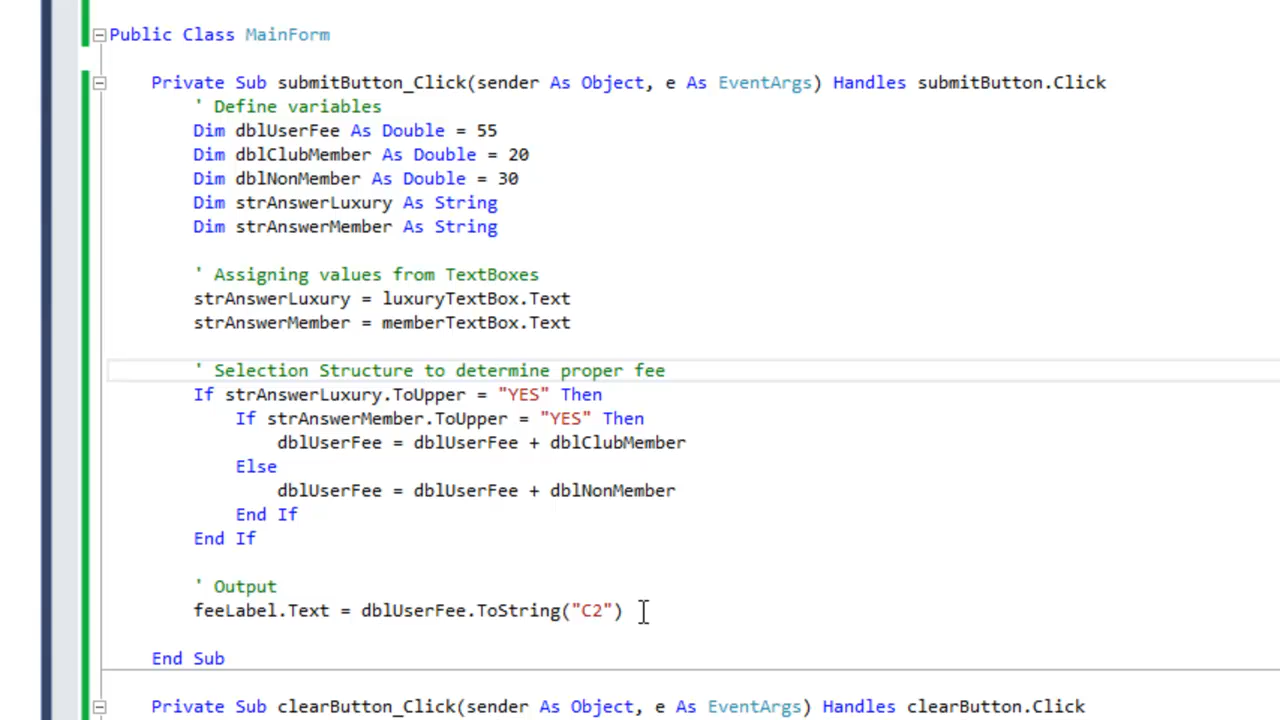 Public Class MainForm
Private Sub submitButton_Click(sender As Object, e As EventArgs) Handles submitButton.Click
' Define variables
Dim dblUserFee As Double = 55
Dim dblClubMember As Double = 20
Dim dblNonMember As Double = 30
Dim strAnswerLuxury As String
Dim strAnswerMember As String
' Assigning values from TextBoxes
strAnswerLuxury = luxuryTextBox.Text
strAnswerMember = memberTextBox.Text
' Selection Structure to determine proper fee
If strAnswerLuxury.ToUpper = "YES" Then
If strAnswerMember.ToUpper = "YES" Then
dblUserFee = dblUserFee + dblClubMember
Else
dblUserFee = dblUserFee + dblNonMember
End If
End If
' Output
feeLabel.Text = dblUserFee.ToString("C2")
End Sub
Private Sub clearButton_Click(sender As Object, e As EventArgs) Handles clearButton.Click